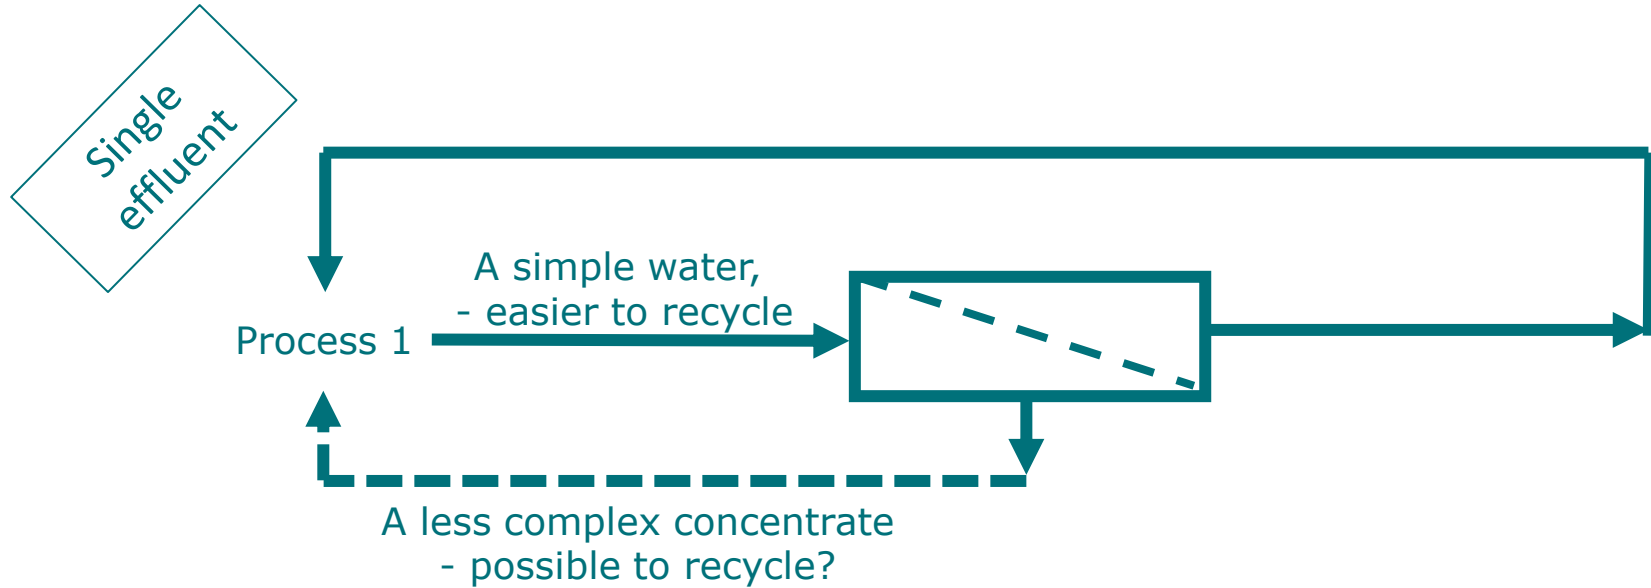 Single
effluent
A simple water,
- easier to recycle
Process 1
A less complex concentrate
- possible to recycle?